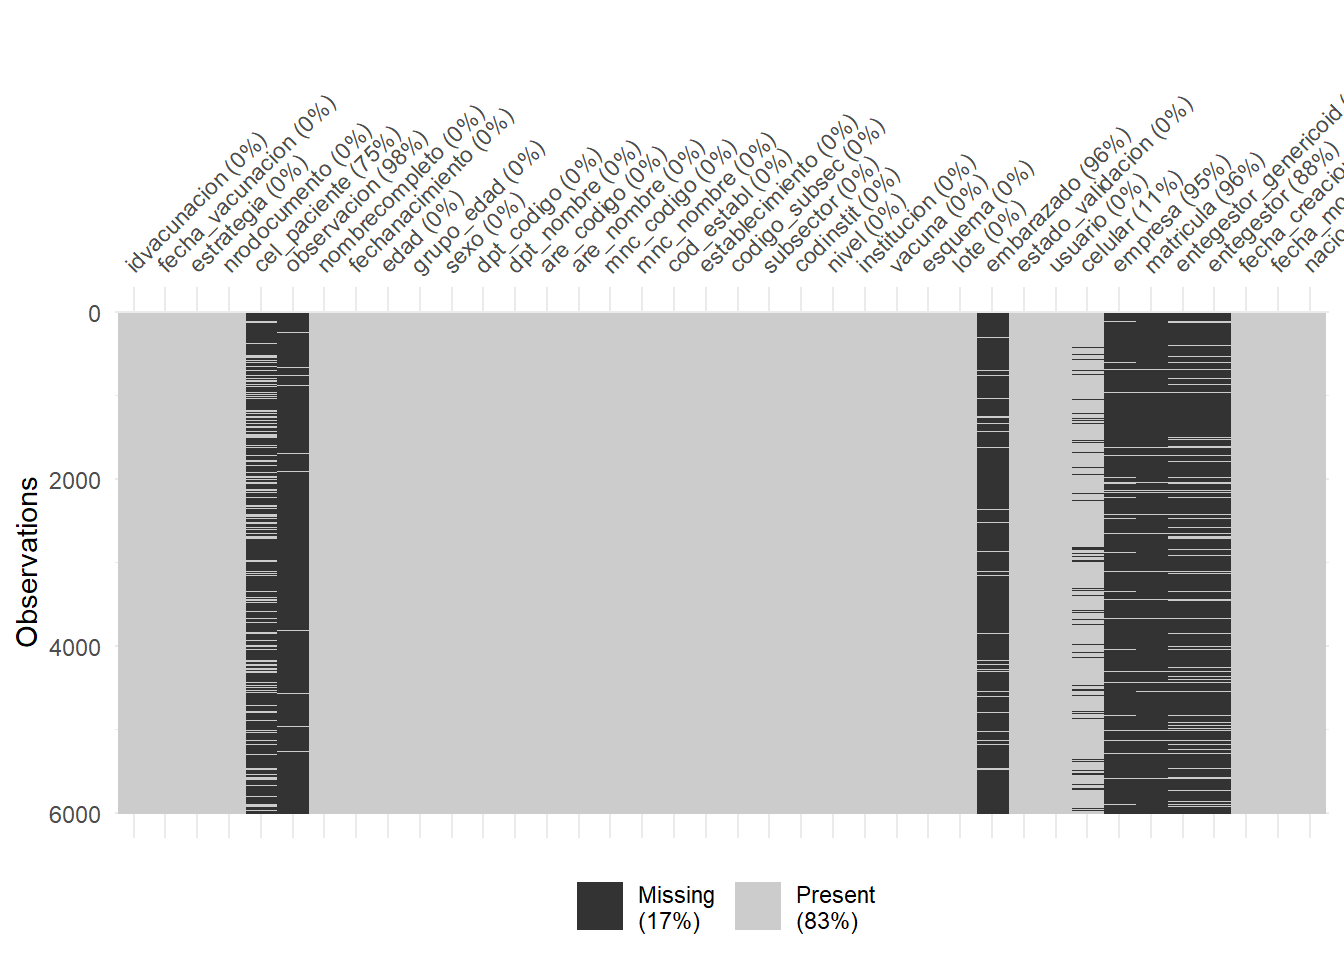 idvacunacion (0%)
fecha_vacunacion (0%)
estrategia (0%)
nrodocumento (0%)
cel_paciente (75%)
observacion (98%)
nombrecompleto (0%)
fechanacimiento (0%)
edad (0%)
grupo_edad (0%)
sexo (0%)
dpt_codigo (0%)
dpt_nombre (0%)
are_codigo (0%)
are_nombre (0%)
mnc_codigo (0%)
mnc_nombre (0%)
cod_establ (0%)
establecimiento (0%)
codigo_subsec (0%)
subsector (0%)
codinstit (0%)
nivel (0%)
institucion (0%)
vacuna (0%)
esquema (0%)
lote (0%)
embarazado (96%)
estado_validacion (0%)
usuario (0%)
celular (11%)
empresa (95%)
matricula (96%)
entegestor_genericoid (
entegestor (88%)
fecha_creacio
fecha_mo
nacio
Observations
0
2000
4000
6000
Missing
(17%)
Present
(83%)